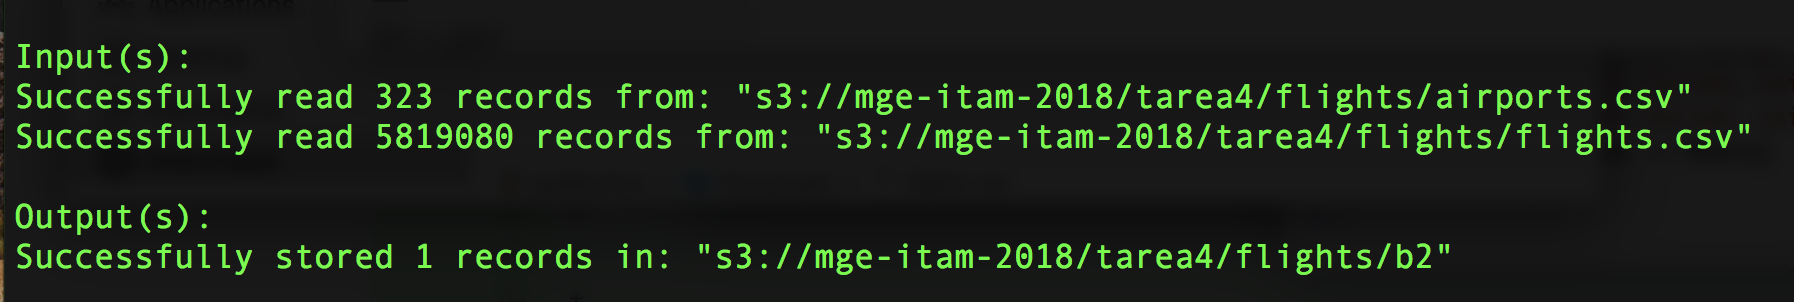 Input(s):
Successfully read 323 records from: "s3://mge-itam-2018/tarea4/flights/airports.csv"
Successfully read 5819080 records from: "s3://mge-itam-2018/tarea4/flights/flights.csv"
Output(s):
Successfully stored 1 records in: "s3://mge-itam-2018/tarea4/flights/b2"